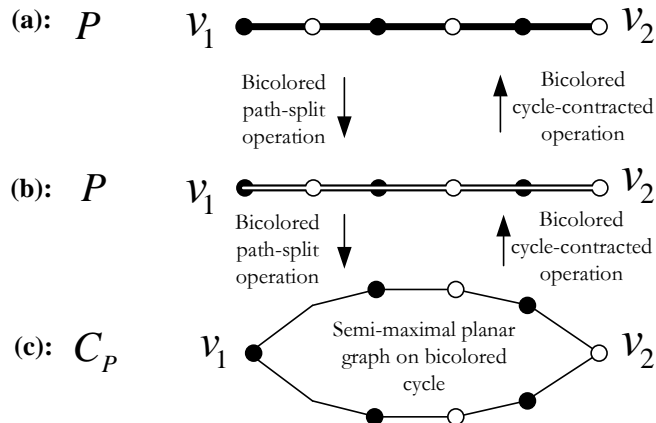 (a): P v1 v2
Bicolored
path-split
operation
Bicolored
cycle-contracted
operation
(b): P v1 v2
Bicolored
path-split
operation
Bicolored
cycle-contracted
operation
(c): CP v1 v2
Semi-maximal planar
graph on bicolored
cycle